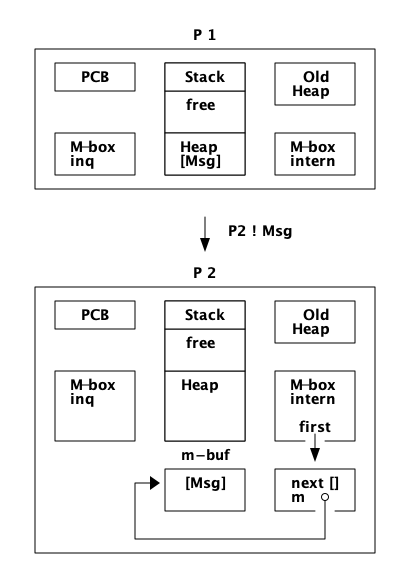 P 1
PCB
Stack
Old
Heap
free
M-box
inq
Heap
[Msg]
M-box
intern
P2 ! Msg
P 2
PCB
Stack
Old
Heap
free
M-box
inq
Heap
M-box
intern
first
m-buf
[Msg]
next []
m